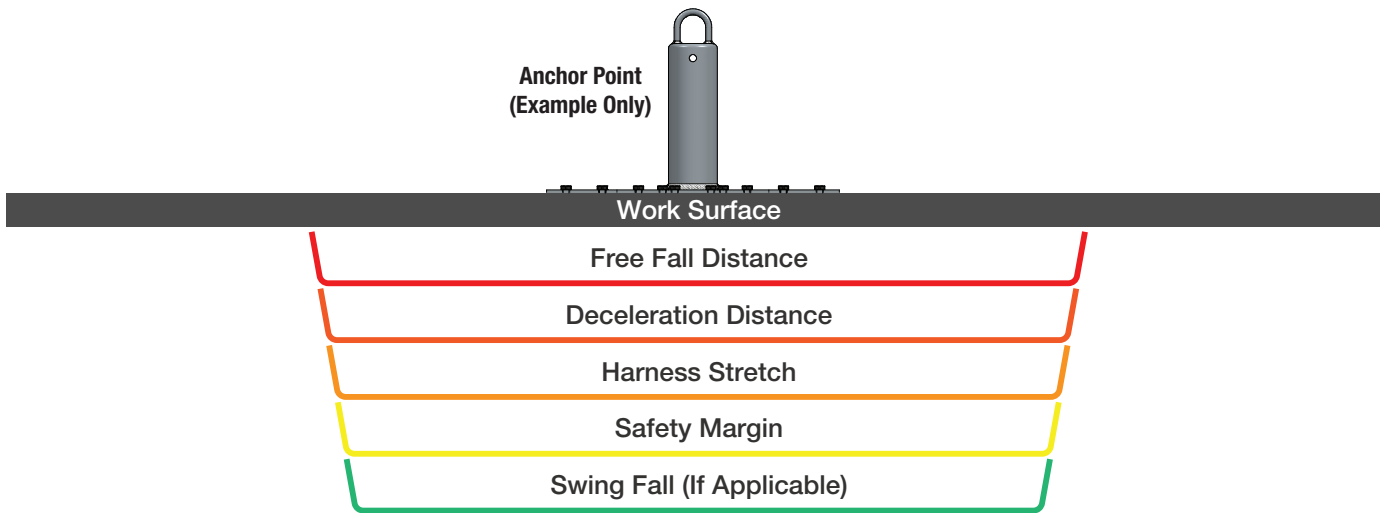 Anchor Point
(Example Only)
Work Surface
Free Fall Distance
Deceleration Distance
Harness Stretch
Safety Margin
Swing Fall (If Applicable)